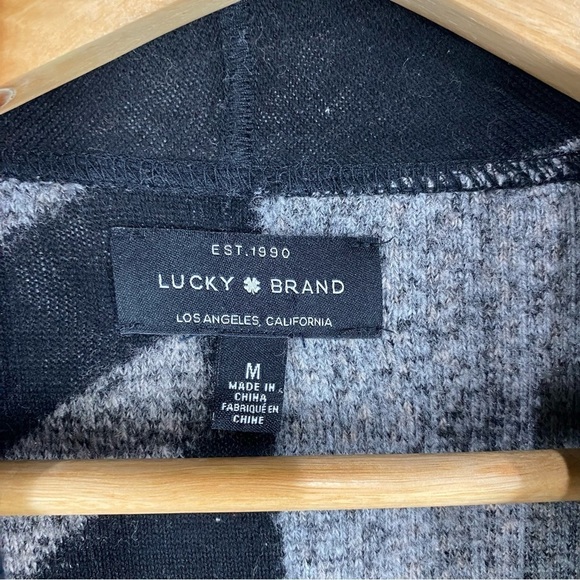 EST. 1990
LUCKY BRAND
LOS ANGELES, CALIFORNIA
M
MADE IN
CHINA
FABRIQUÉ EN
CHINE